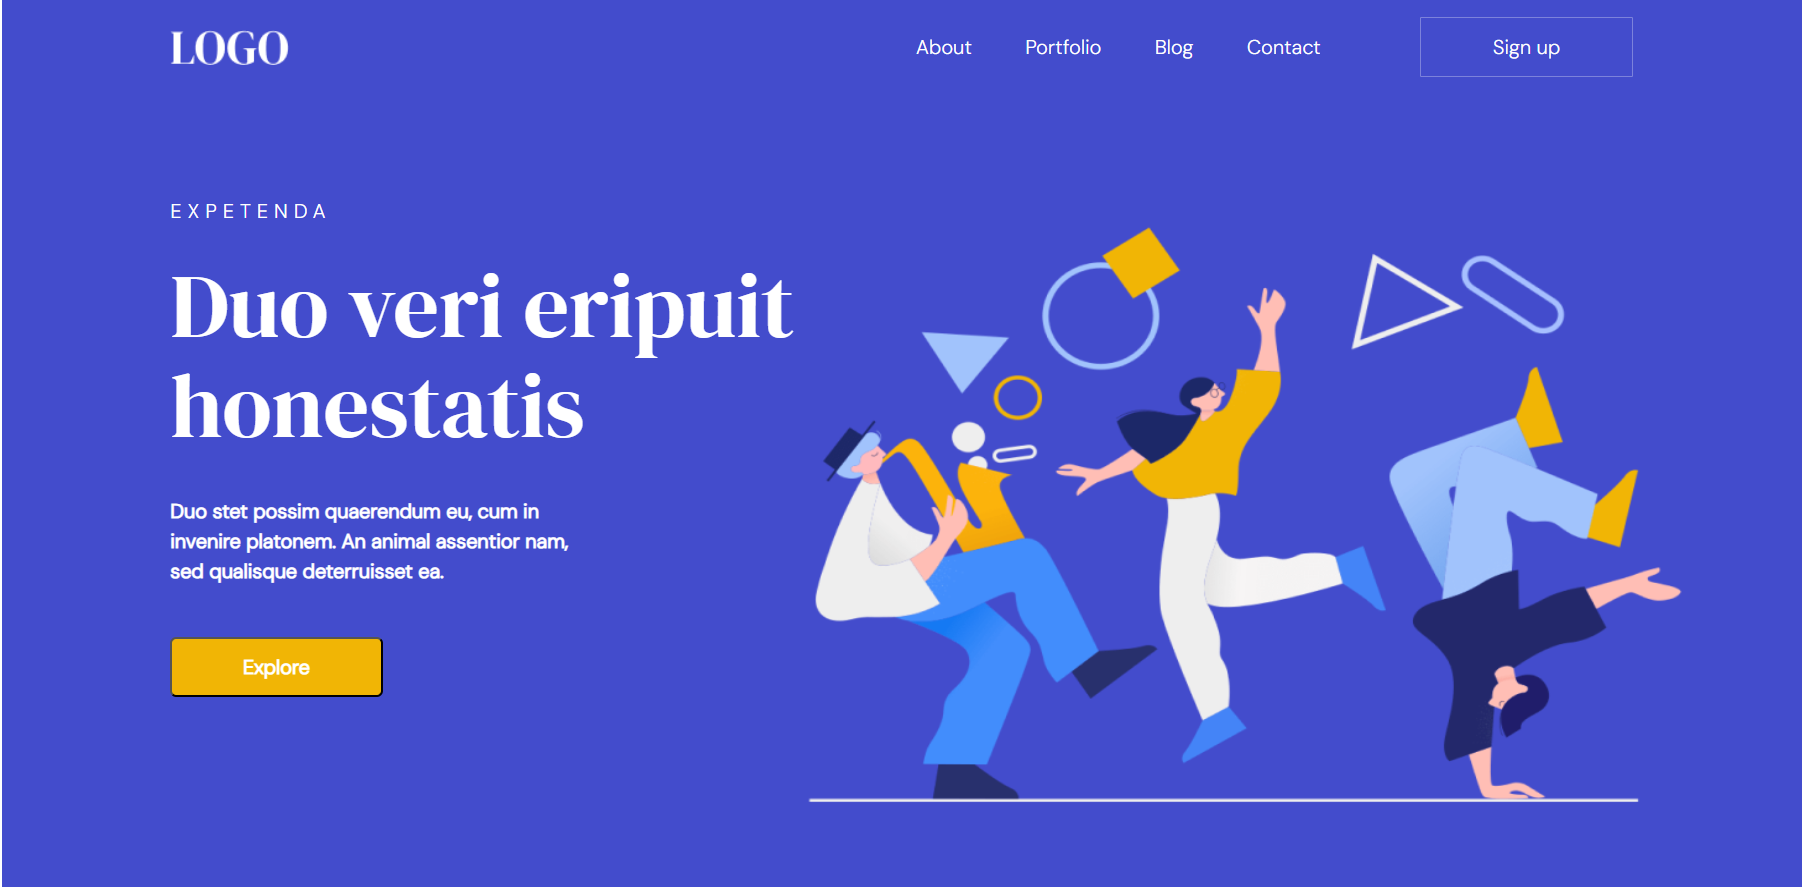 LOGO
About
Portfolio
Blog
Contact
Sign up
EXPETENDA
Duo veri eripuit
honestatis
Duo stet possim quaerendum eu, cum in
invenire platonem. An animal assentior nam,
sed qualisque deterruisset ea.
Explore